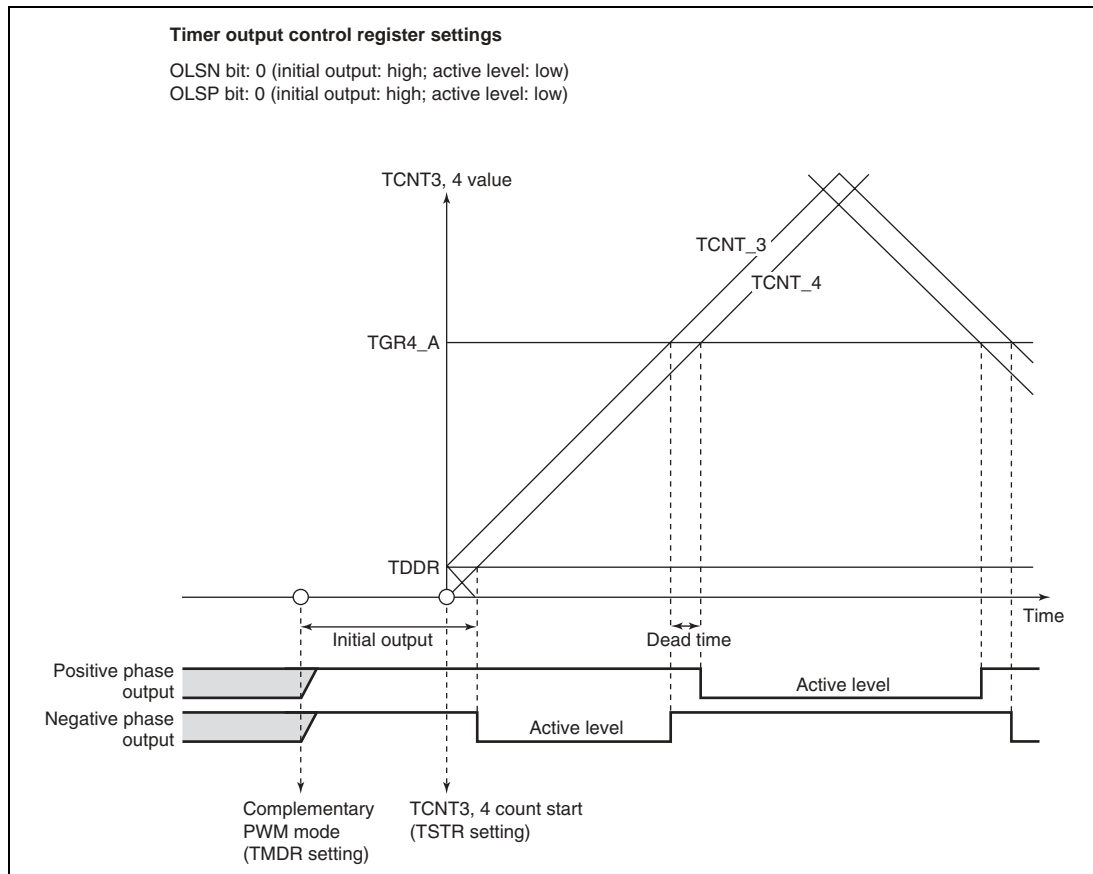 Timer output control register settings
OLSN bit: 0 (initial output: high; active level: low)
OLSP bit: 0 (initial output: high; active level: low)
TCNT3, 4 value
TCNT_3
TCNT_4
TGR4_A
TDDR
Time
Initial output
Dead time
Positive phase
output
Active level
Negative phase
output
Active level
Complementary
PWM mode
(TMDR setting)
TCNT3, 4 count start
(TSTR setting)